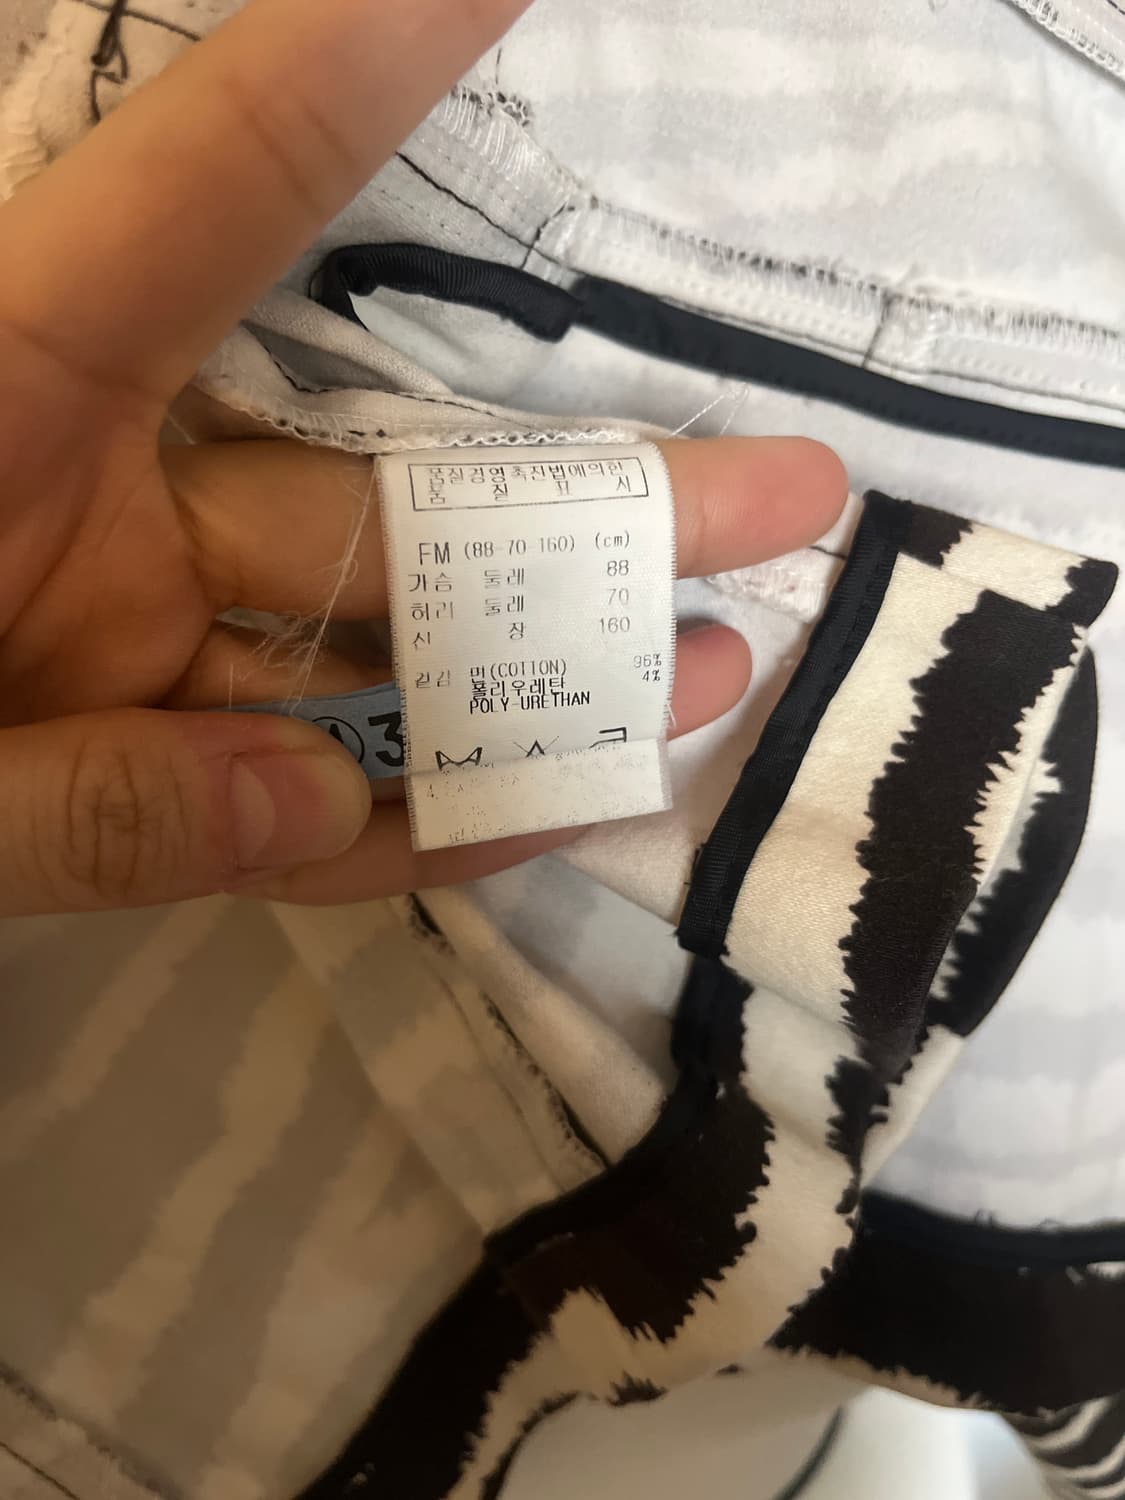 품질경영촉진법에의한
품 질 표 시
FM (88-70-160) (cm)
가슴 둘레 88
허리 둘레 70
신 장 160
겉감 면(COTTON) 96%
폴리우레탄 4%
POLY-URETHAN
3